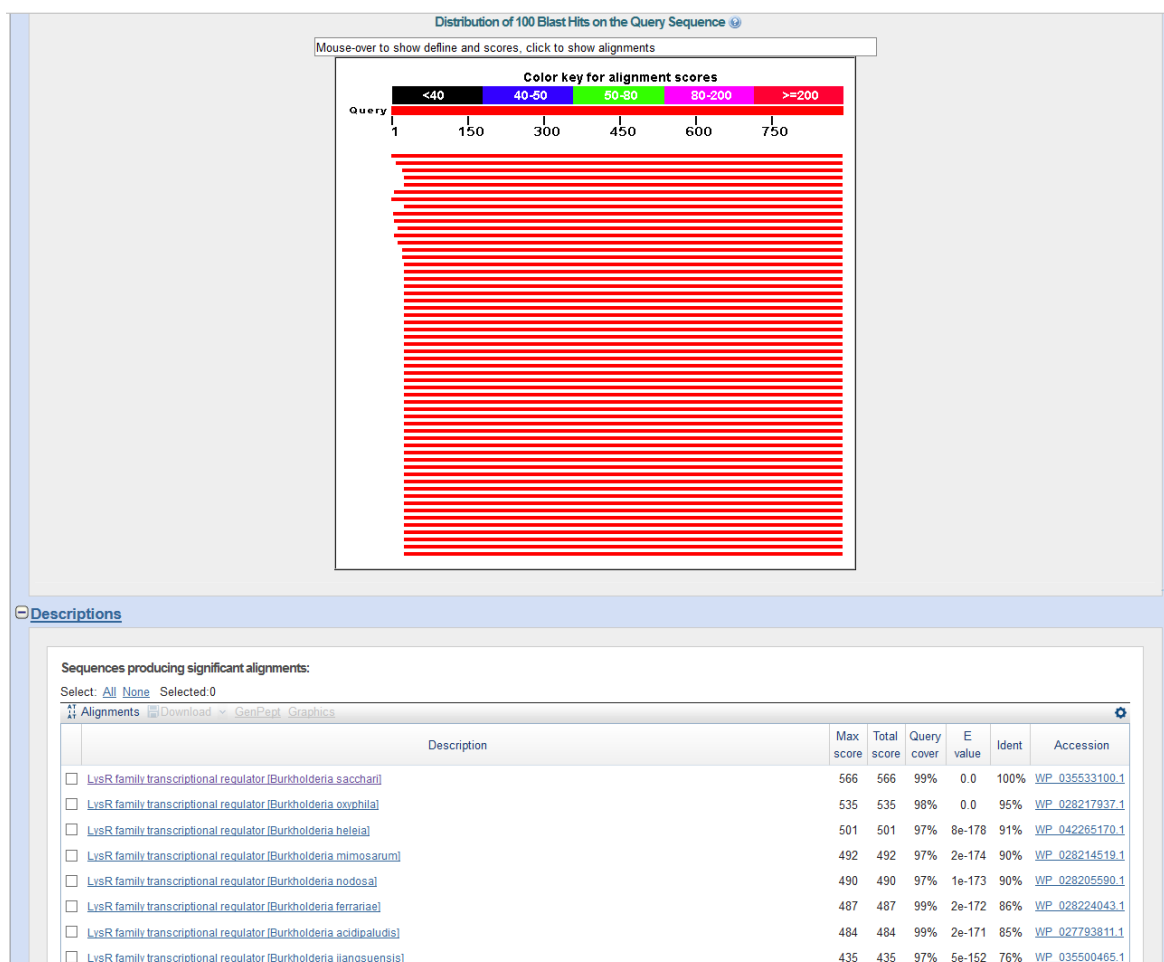 Distribution of 100 Blast Hits on the Query Sequence
Mouse-over to show defline and scores, click to show alignments
Color key for alignment scores
<40 40-50 50-80 80-200 >=200
Query
1 150 300 450 600 750
Descriptions
Sequences producing significant alignments:
Select: All None Selected:0
Alignments Download GenPept Graphics
Description Max score Total score Query cover E value Ident Accession
LysR family transcriptional regulator [Burkholderia sacchari] 566 566 99% 0.0 100% WP_035533100.1
LysR family transcriptional regulator [Burkholderia oxyphila] 535 535 98% 0.0 95% WP_028217937.1
LysR family transcriptional regulator [Burkholderia heleia] 501 501 97% 8e-178 91% WP_042265170.1
LysR family transcriptional regulator [Burkholderia mimosarum] 492 492 97% 2e-174 90% WP_028214519.1
LysR family transcriptional regulator [Burkholderia nodosa] 490 490 97% 1e-173 90% WP_028205590.1
LysR family transcriptional regulator [Burkholderia ferrariae] 487 487 99% 2e-172 86% WP_028224043.1
LysR family transcriptional regulator [Burkholderia acidipaludis] 484 484 99% 2e-171 85% WP_027793811.1
LysR family transcriptional regulator [Burkholderia jiangsuensis] 435 435 97% 5e-152 76% WP_035500465.1